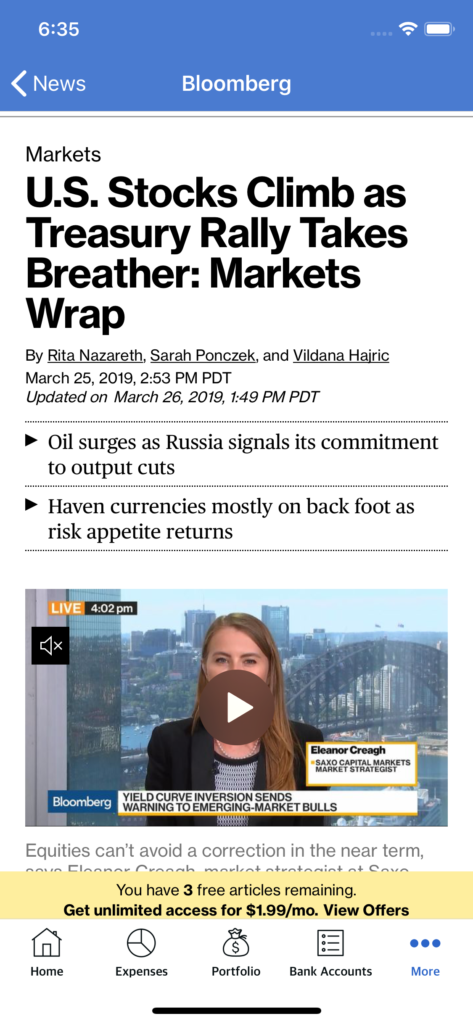 6:35
News
Bloomberg
Markets
U.S. Stocks Climb as
Treasury Rally Takes
Breather: Markets
Wrap
By Rita Nazareth, Sarah Ponczek, and Vildana Hajric
March 25, 2019, 2:53 PM PDT
Updated on March 26, 2019, 1:49 PM PDT
Oil surges as Russia signals its commitment
to output cuts
Haven currencies mostly on back foot as
risk appetite returns
LIVE 4:02pm
Eleanor Creagh
SAXO CAPITAL MARKETS
MARKET STRATEGIST
Bloomberg
YIELD CURVE INVERSION SENDS
WARNING TO EMERGING-MARKET BULLS
Equities can't avoid a correction in the near term,
says Eleanor Creagh, market strategist at Saxo
You have 3 free articles remaining.
Get unlimited access for $1.99/mo. View Offers
Home
Expenses
Portfolio
Bank Accounts
More